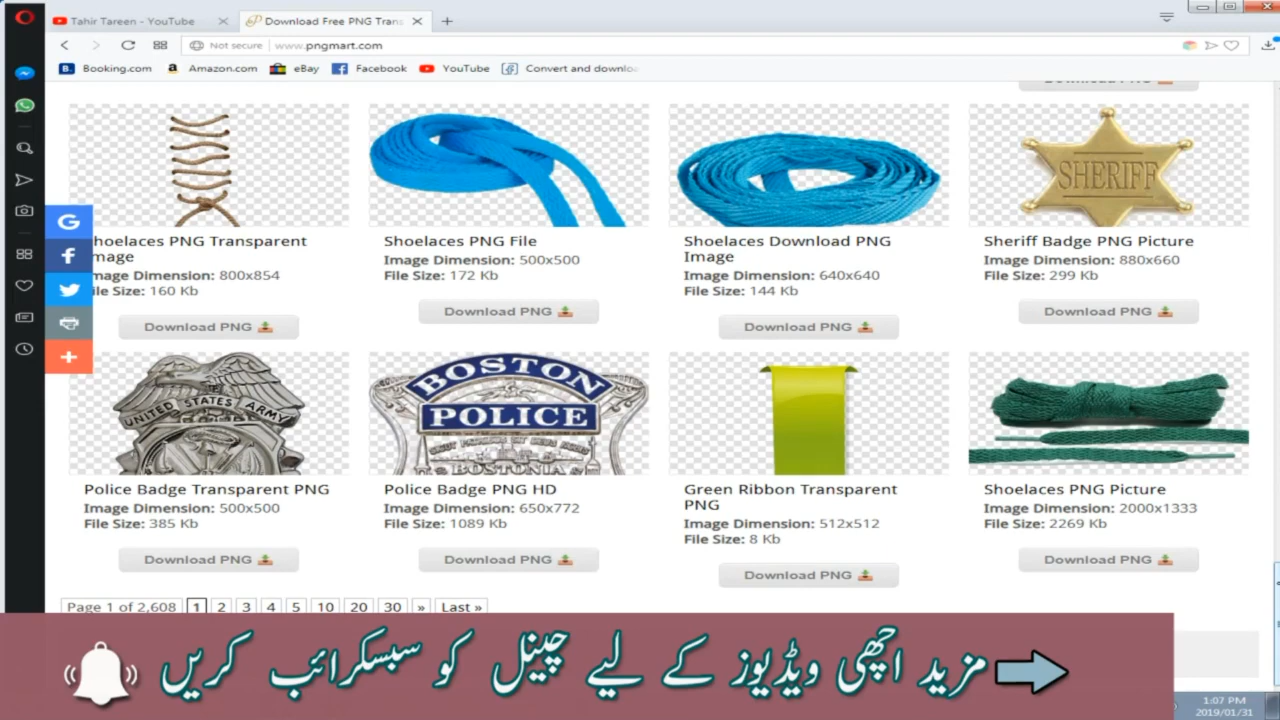 Tahir Tareen - YouTube
Download Free PNG Trans
Not secure www.pngmart.com
Booking.com Amazon.com eBay Facebook YouTube Convert and downlo
SHERIFF
Shoelaces PNG Transparent
mage
Image Dimension: 800x854
ile Size: 160 Kb
Download PNG
Shoelaces PNG File
Image Dimension: 500x500
File Size: 172 Kb
Download PNG
Shoelaces Download PNG
Image
Image Dimension: 640x640
File Size: 144 Kb
Download PNG
Sheriff Badge PNG Picture
Image Dimension: 880x660
File Size: 299 Kb
Download PNG
UNITED STATES ARMY
Police Badge Transparent PNG
Image Dimension: 500x500
File Size: 385 Kb
Download PNG
BOSTON
POLICE
BOSTONIA
Police Badge PNG HD
Image Dimension: 650x772
File Size: 1089 Kb
Download PNG
Green Ribbon Transparent
PNG
Image Dimension: 512x512
File Size: 8 Kb
Download PNG
Shoelaces PNG Picture
Image Dimension: 2000x1333
File Size: 2269 Kb
Download PNG
Page 1 of 2,608 1 2 3 4 5 10 20 30 » Last »
مزید اچھی ویڈیوز کے لیے چینل کو سبسکرائب کریں
1:07 PM
2019/01/31